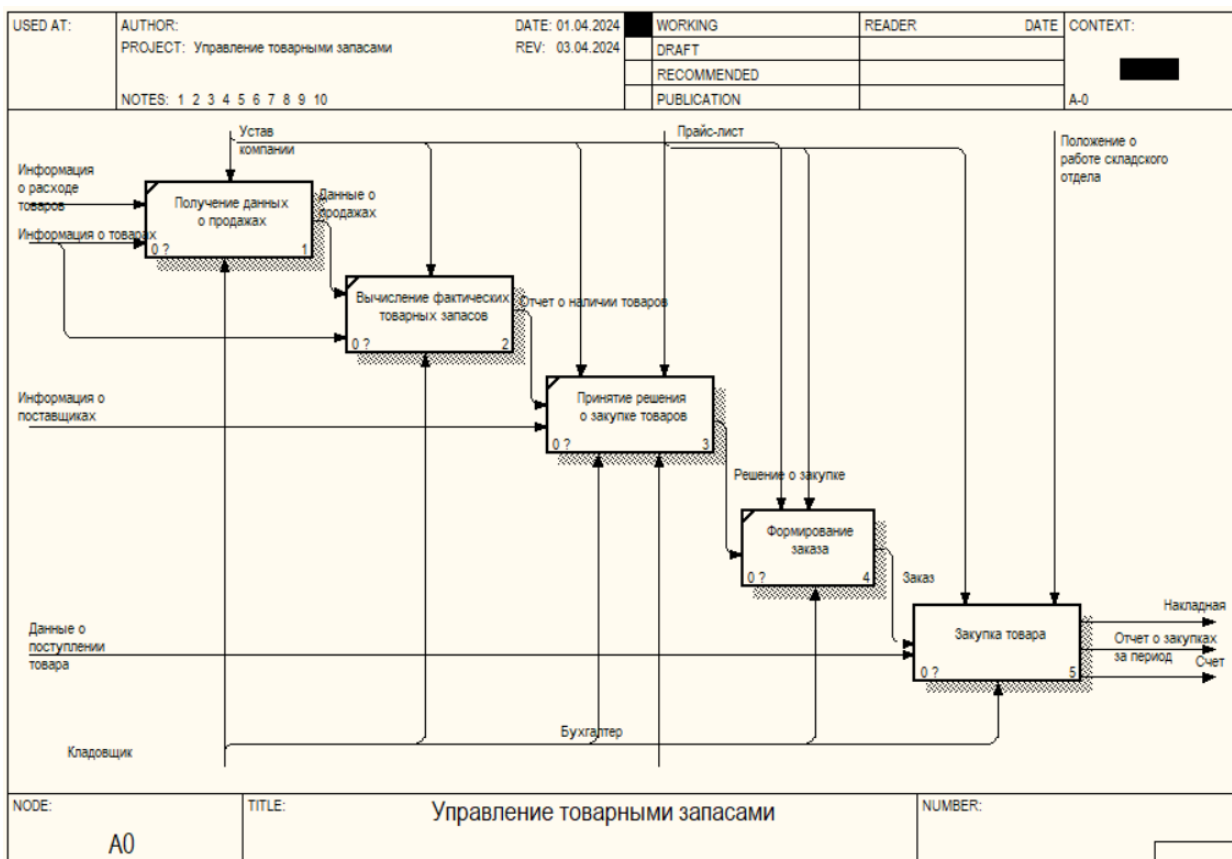 USED AT:
AUTHOR:
DATE: 01.04.2024
PROJECT: Управление товарными запасами
REV: 03.04.2024
NOTES: 1 2 3 4 5 6 7 8 9 10
WORKING
DRAFT
RECOMMENDED
PUBLICATION
READER
DATE
CONTEXT:
A-0
Устав
компании
Прайс-лист
Положение о
работе складского
отдела
Информация
о расходе
товаров
Информация о товарах
Получение данных
о продажах
0 ?
1
Данные о
продажах
Вычисление фактических
товарных запасов
0 ?
2
Отчет о наличии товаров
Информация о
поставщиках
Принятие решения
о закупке товаров
0 ?
3
Решение о закупке
Формирование
заказа
0 ?
4
Заказ
Данные о
поступлении
товара
Закупка товара
0 ?
5
Накладная
Отчет о закупках
за период
Счет
Кладовщик
Бухгалтер
NODE:
A0
TITLE:
Управление товарными запасами
NUMBER: